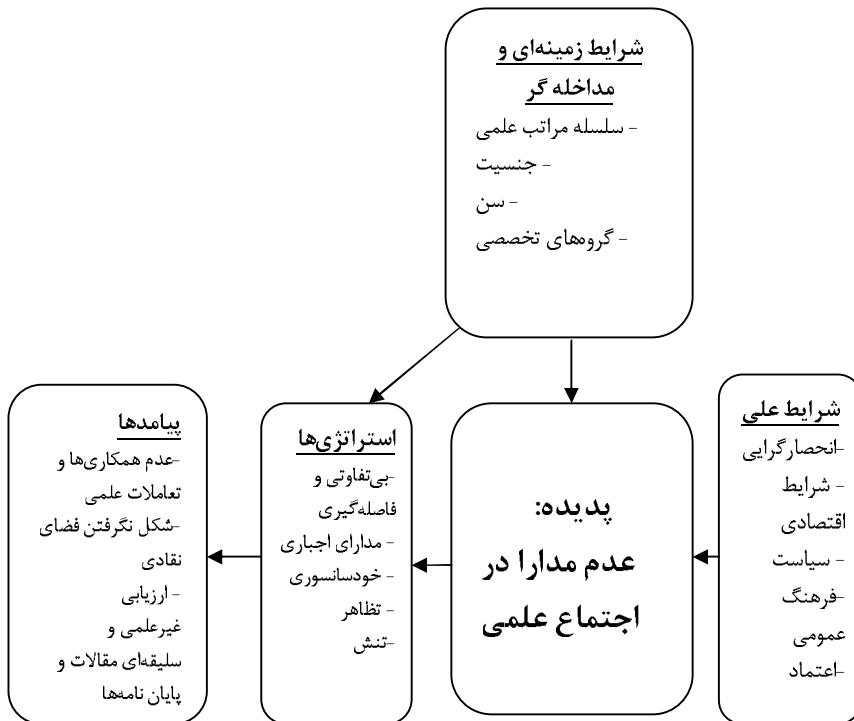 شرایط زمینه‌ای و
مداخله گر
- سلسله مراتب علمی
- جنسیت
- سن
- گروه‌های تخصصی
شرایط علی
-انحصارگرایی
- شرایط
اقتصادی
- سیاست
-فرهنگ
عمومی
-اعتماد
پدیده:
عدم مدارا در
اجتماع علمی
استراتژی‌ها
-بی‌تفاوتی و
فاصله‌گیری
- مدارای اجباری
-خودسانسوری
- تظاهر
-تنش
پیامدها
-عدم همکاری‌ها و
تعاملات علمی
-شکل نگرفتن فضای
نقادی
- ارزیابی
غیرعلمی و
سلیقه‌ای مقالات و
پایان نامه‌ها